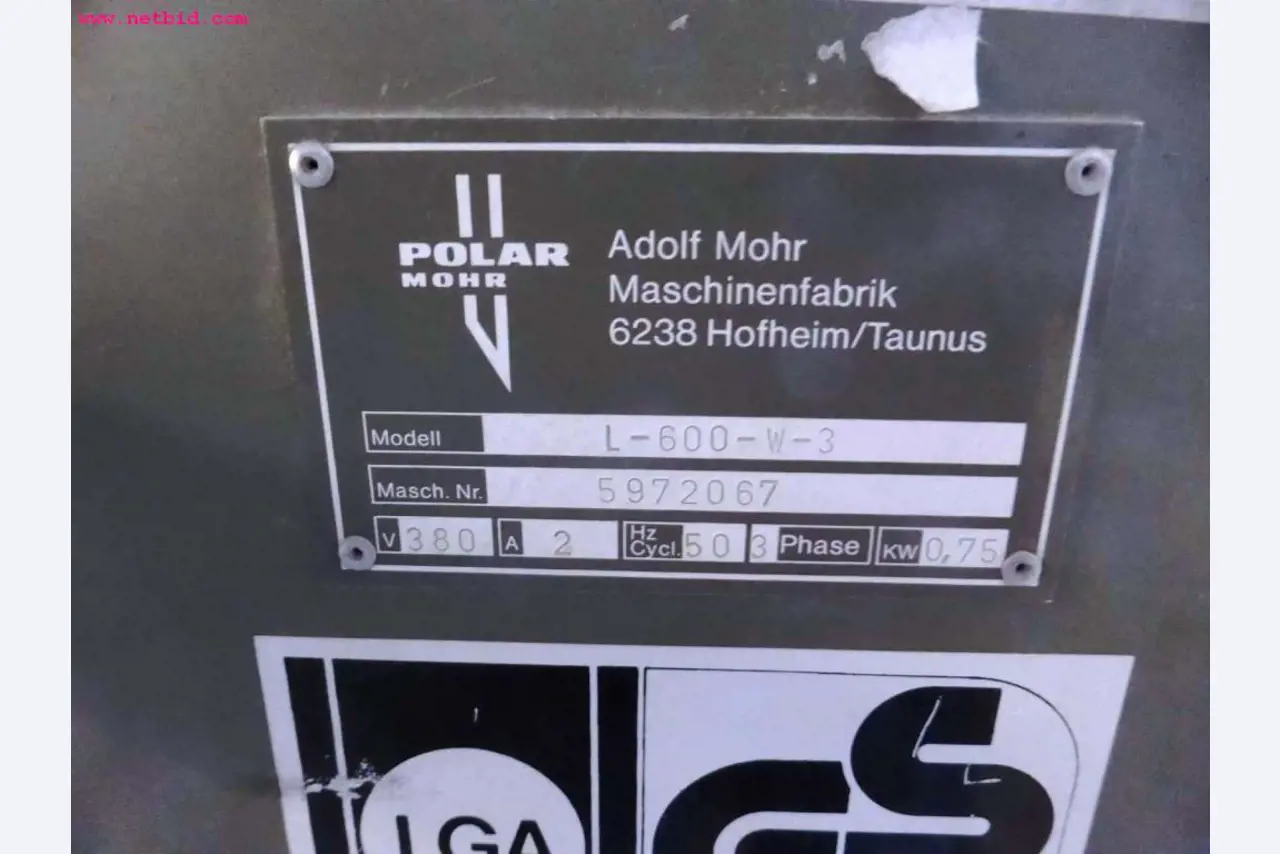 www.netbid.com
POLAR
MOHR
Adolf Mohr
Maschinenfabrik
6238 Hofheim/Taunus
Modell L-600-W-3
Masch. Nr. 5972067
V 380 A 2 Hz Cycl. 50 3 Phase KW 0,75
LGA
GS